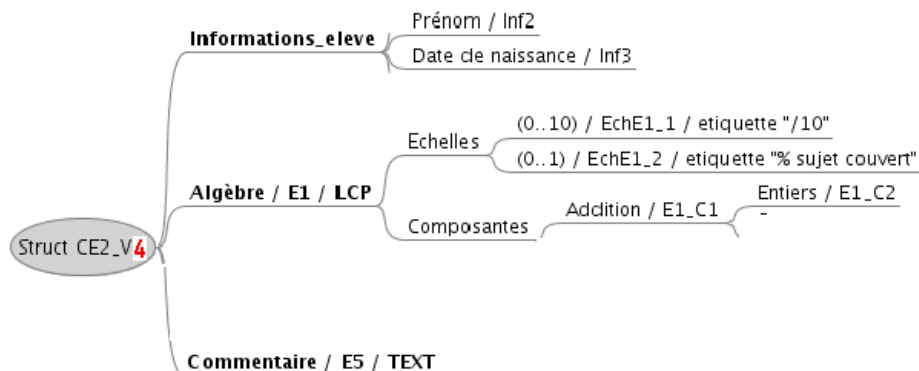 Prénom / Inf2
Informations_eleve
Date de naissance / Inf3
(0..10) / EchE1_1 / etiquette "/10"
Echelles
(0..1) / EchE1_2 / etiquette "% sujet couvert"
Algèbre / E1 / LCP
Entiers / E1_C2
Addition / E1_C1
-
Composantes
Struct CE2_V4
Commentaire / E5 / TEXT